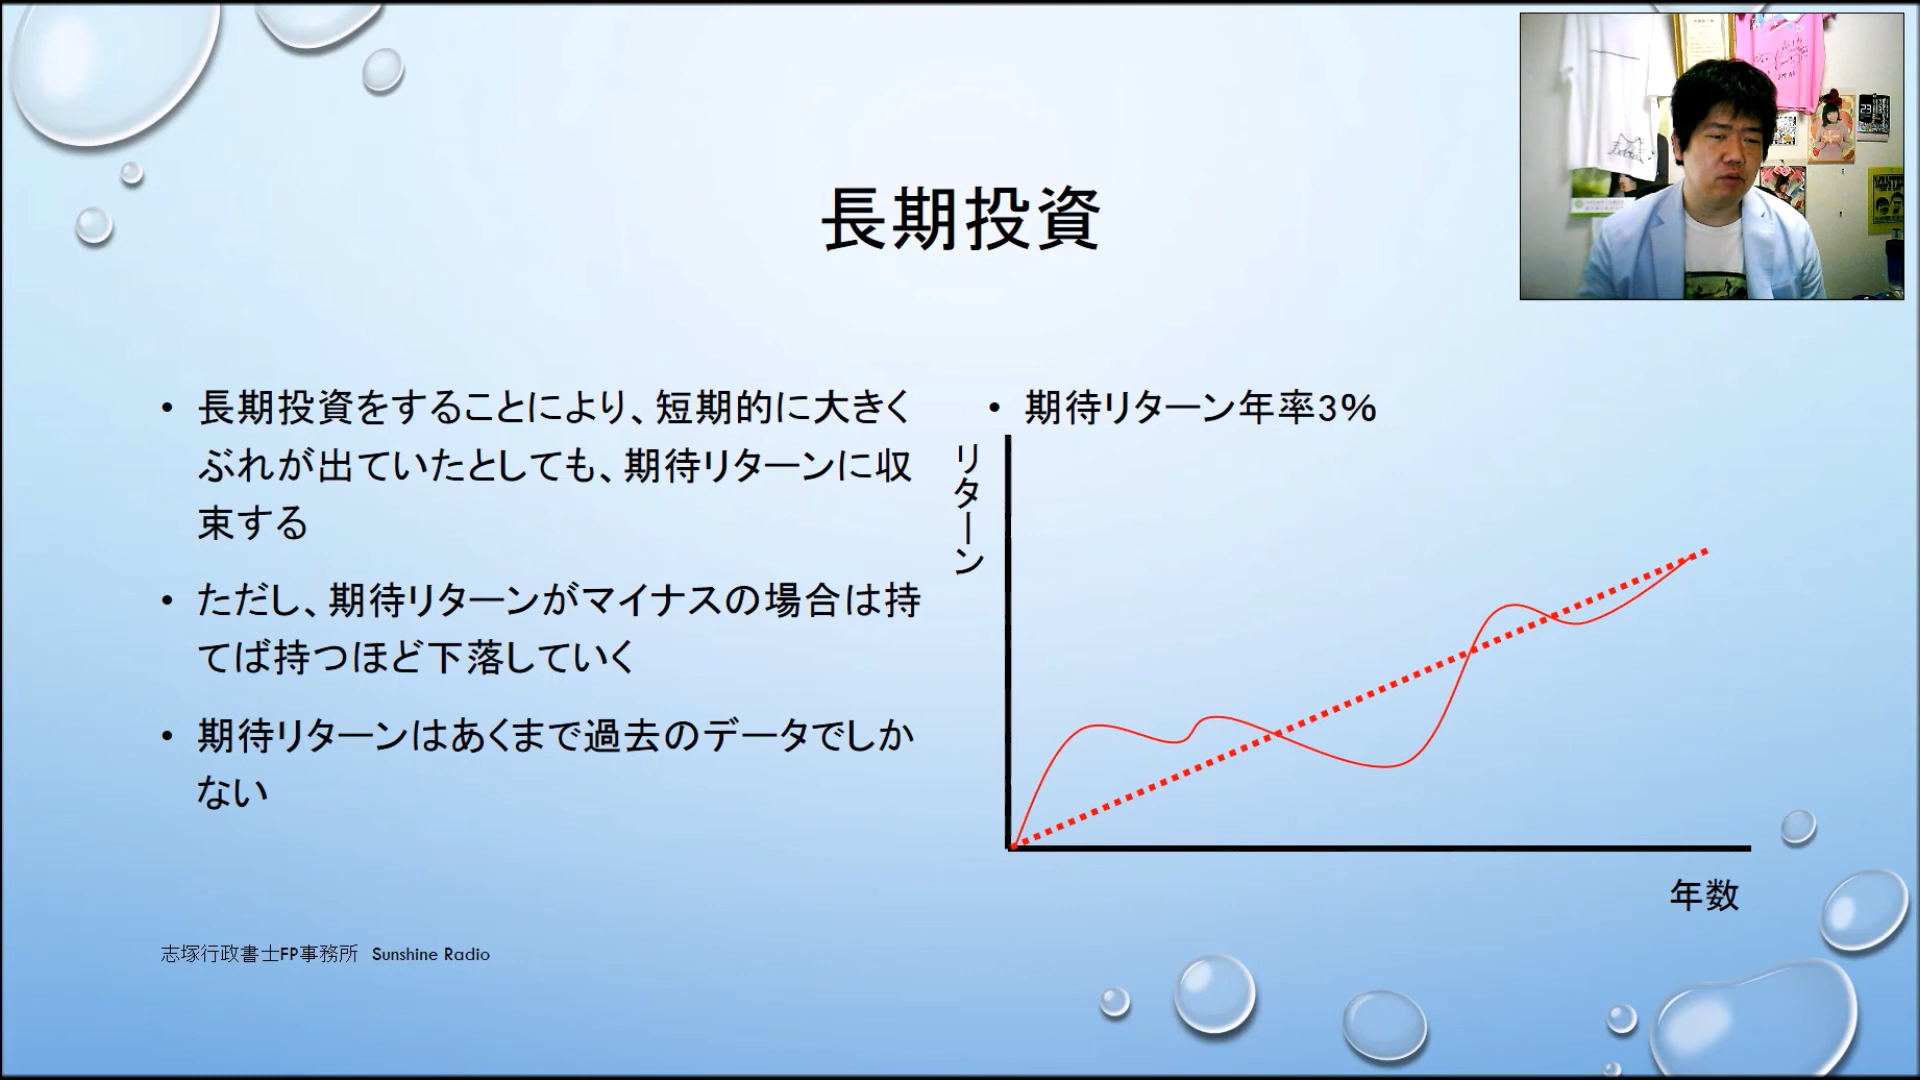 長期投資
• 長期投資をすることにより、短期的に大きく
ぶれが出ていたとしても、期待リターンに収
束する
• ただし、期待リターンがマイナスの場合は持
てば持つほど下落していく
• 期待リターンはあくまで過去のデータでしか
ない
• 期待リターン年率3%
リターン
年数
志塚行政書士FP事務所 Sunshine Radio
23